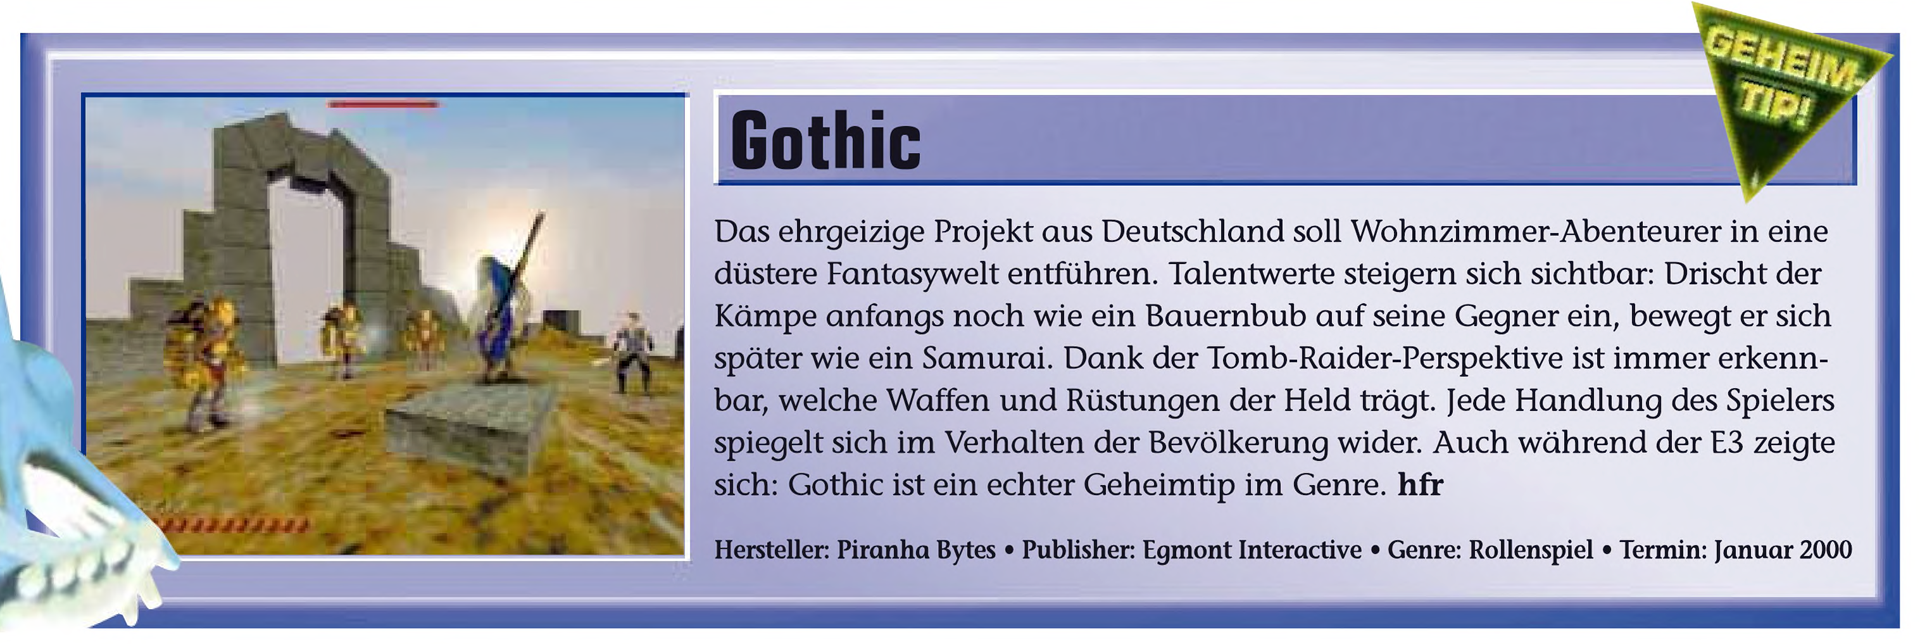 GEHEIM-
TIP!
Gothic
Das ehrgeizige Projekt aus Deutschland soll Wohnzimmer-Abenteurer in eine
düstere Fantasywelt entführen. Talentwerte steigern sich sichtbar: Drischt der
Kämpe anfangs noch wie ein Bauernbub auf seine Gegner ein, bewegt er sich
später wie ein Samurai. Dank der Tomb-Raider-Perspektive ist immer erkenn-
bar, welche Waffen und Rüstungen der Held trägt. Jede Handlung des Spielers
spiegelt sich im Verhalten der Bevölkerung wider. Auch während der E3 zeigte
sich: Gothic ist ein echter Geheimtip im Genre. hfr
Hersteller: Piranha Bytes • Publisher: Egmont Interactive • Genre: Rollenspiel • Termin: Januar 2000